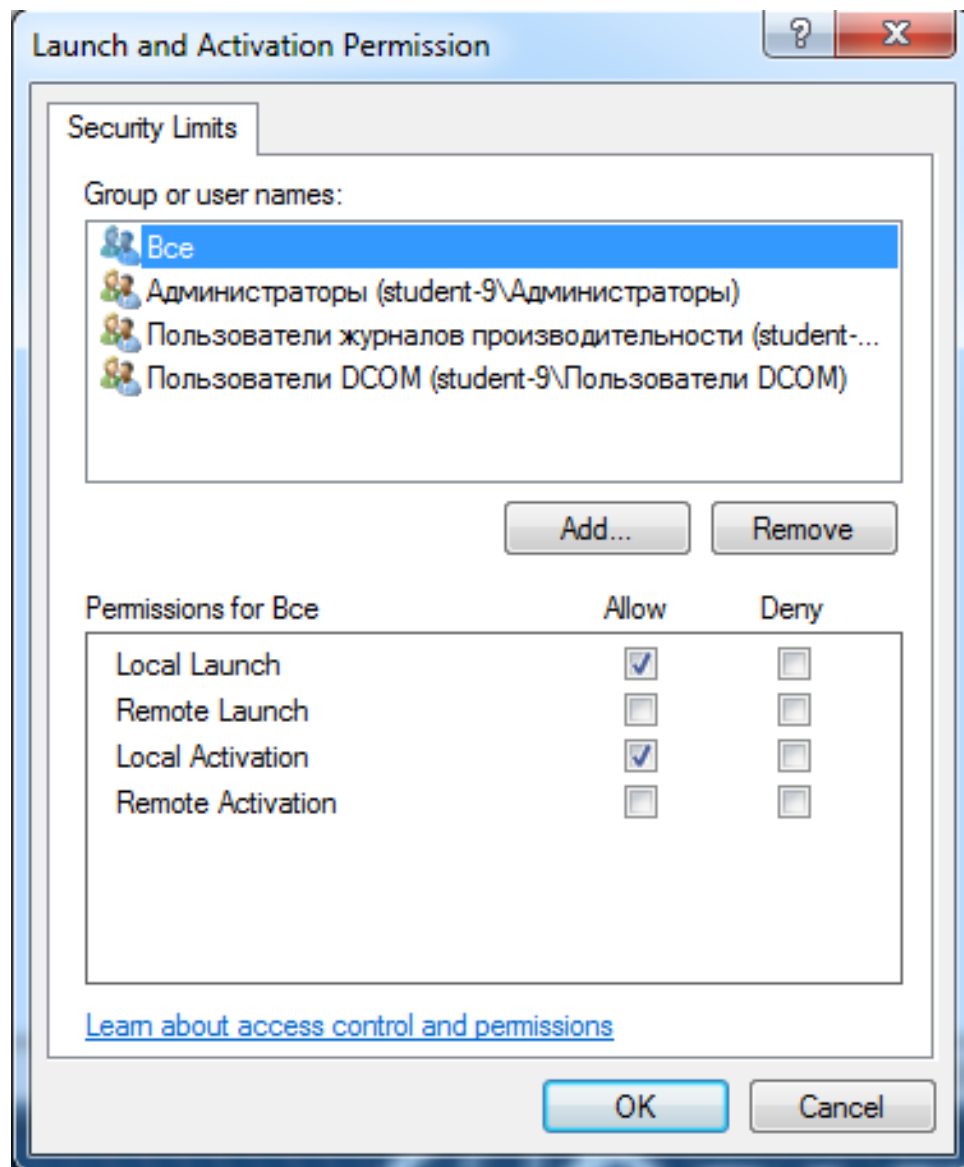 Launch and Activation Permission
Security Limits
Group or user names:
Все
Администраторы (student-9\Администраторы)
Пользователи журналов производительности (student-...
Пользователи DCOM (student-9\Пользователи DCOM)
Add... Remove
Permissions for Все Allow Deny
Local Launch
Remote Launch
Local Activation
Remote Activation
Learn about access control and permissions
OK Cancel